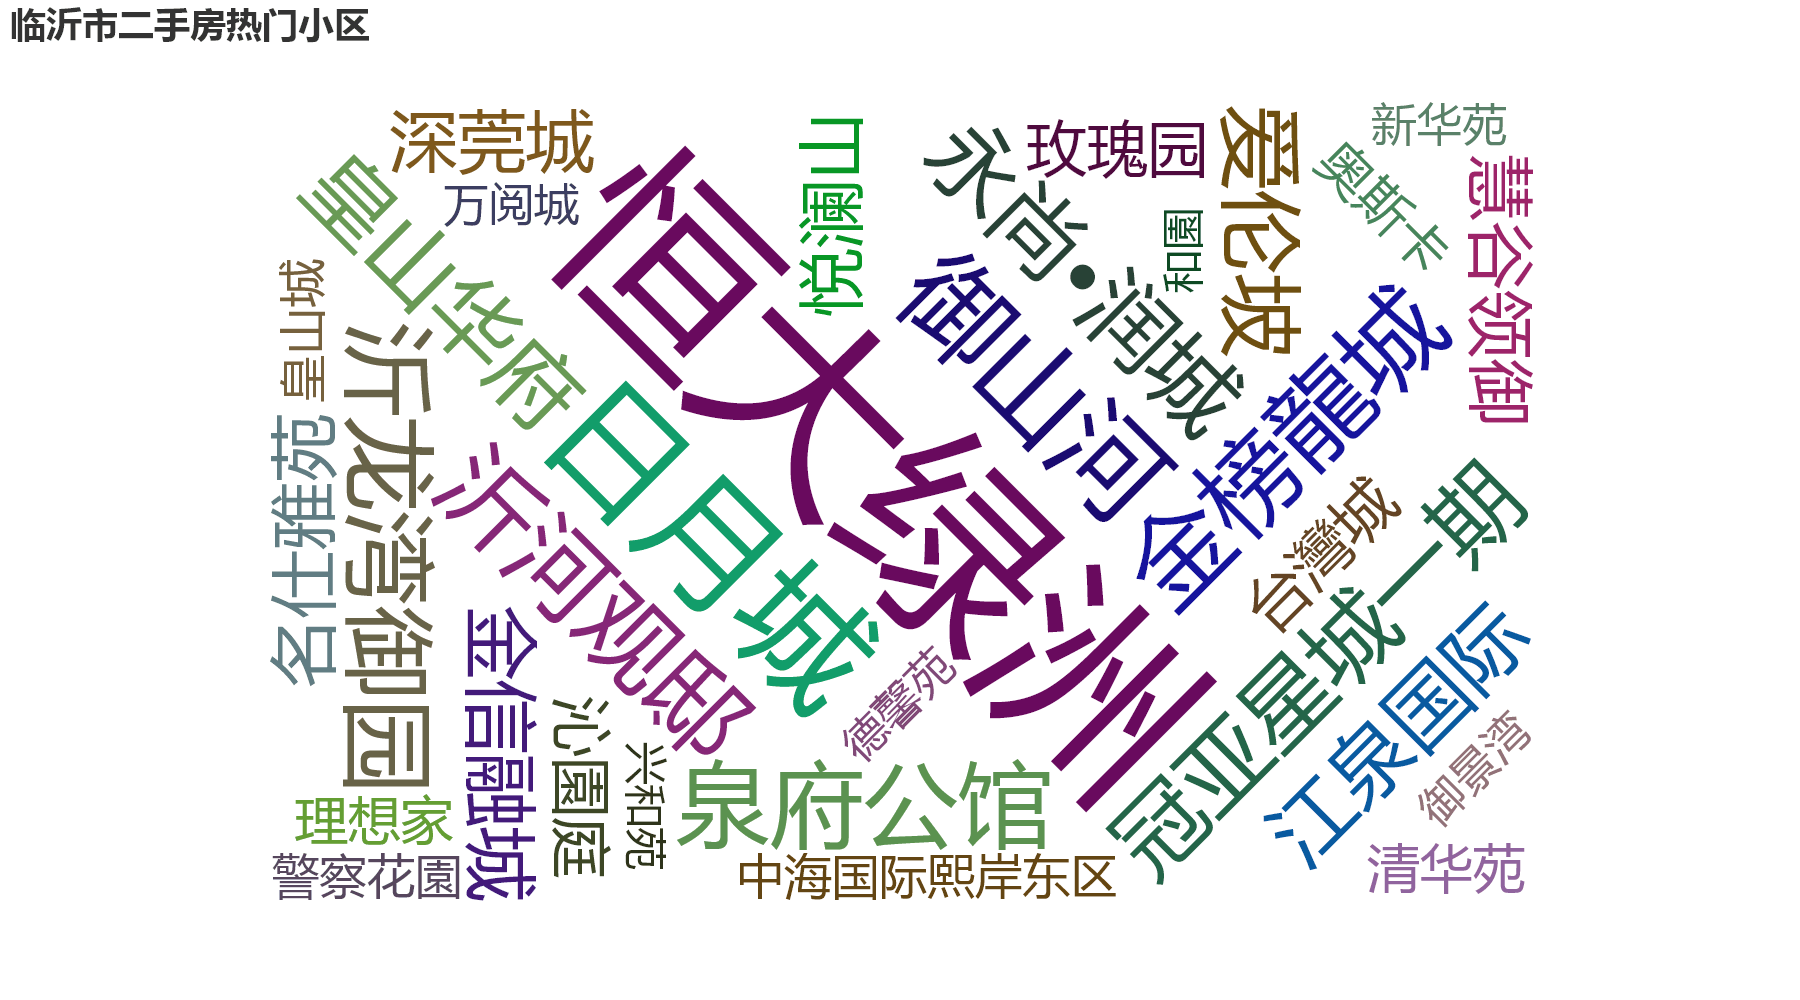 临沂市二手房热门小区
深莞城
万阅城
皇山华府
恒大绿洲
悦澜山
永尚•润城
玫瑰园
和園
爱伦坡
新华苑
奥斯卡
慧谷领御
皇山城
沂龙湾御园
日月城
御山河
金榜龍城
名仕雅苑
沂河观邸
台灣城
冠亚星城一期
金信融城
沁園庭
兴和苑
德馨苑
江泉国际
御景湾
理想家
泉府公馆
警察花園
中海国际熙岸东区
清华苑